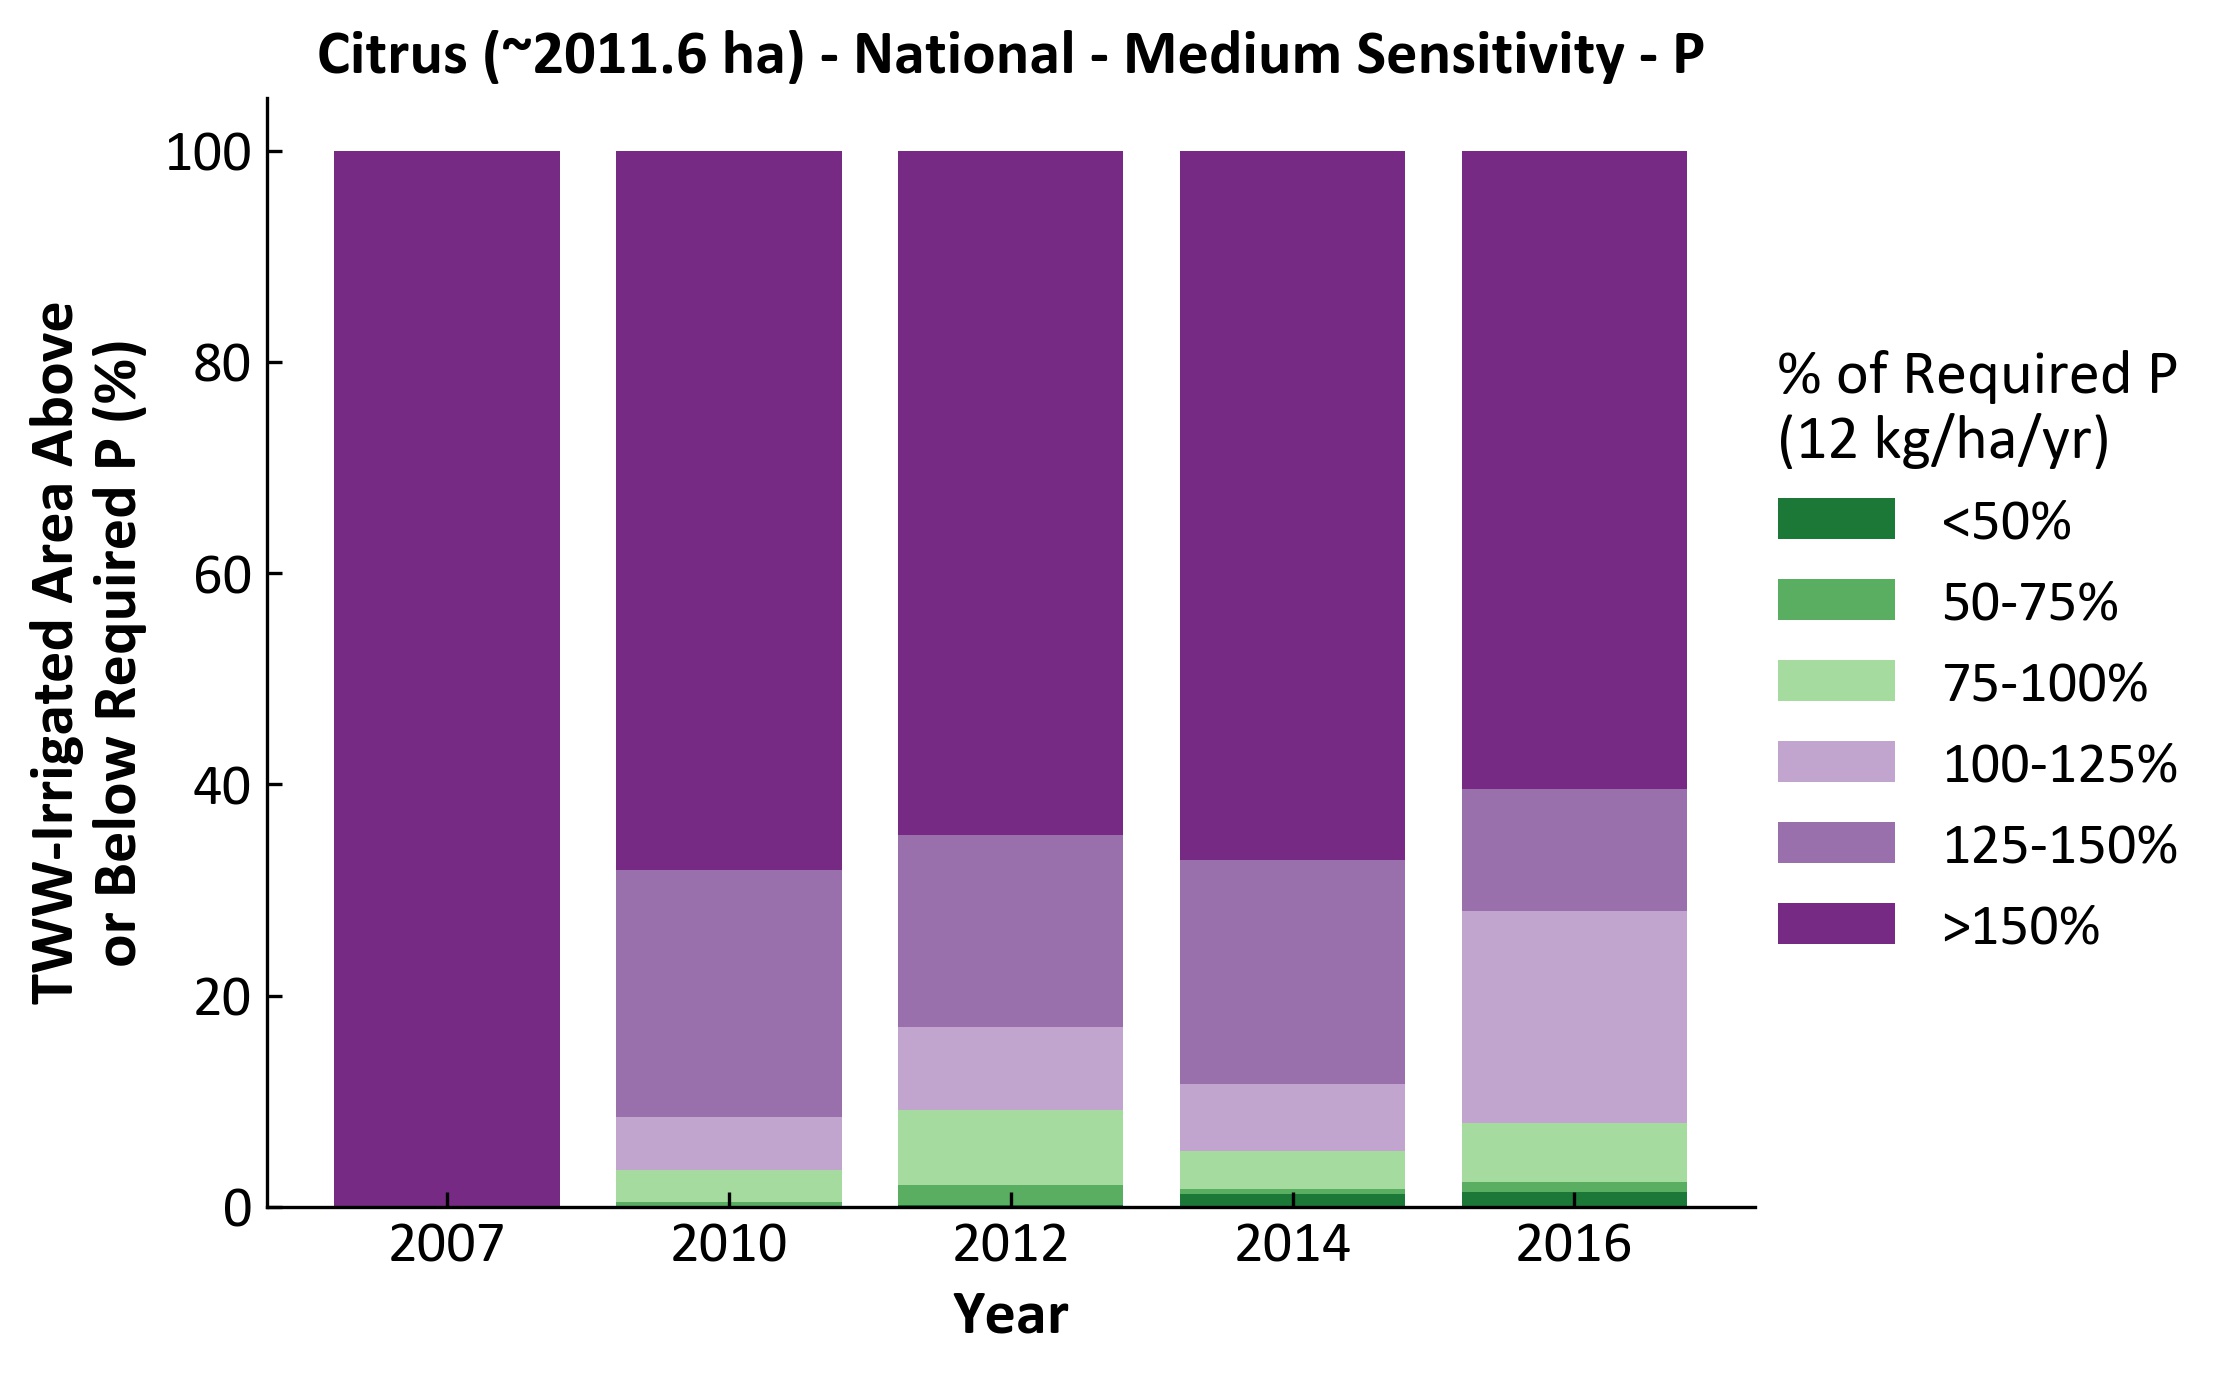 Citrus (~2011.6 ha) - National - Medium Sensitivity - P
TWW-Irrigated Area Above
or Below Required P (%)
100
80
60
40
20
0
2007
2010
2012
2014
2016
Year
% of Required P
(12 kg/ha/yr)
<50%
50-75%
75-100%
100-125%
125-150%
>150%